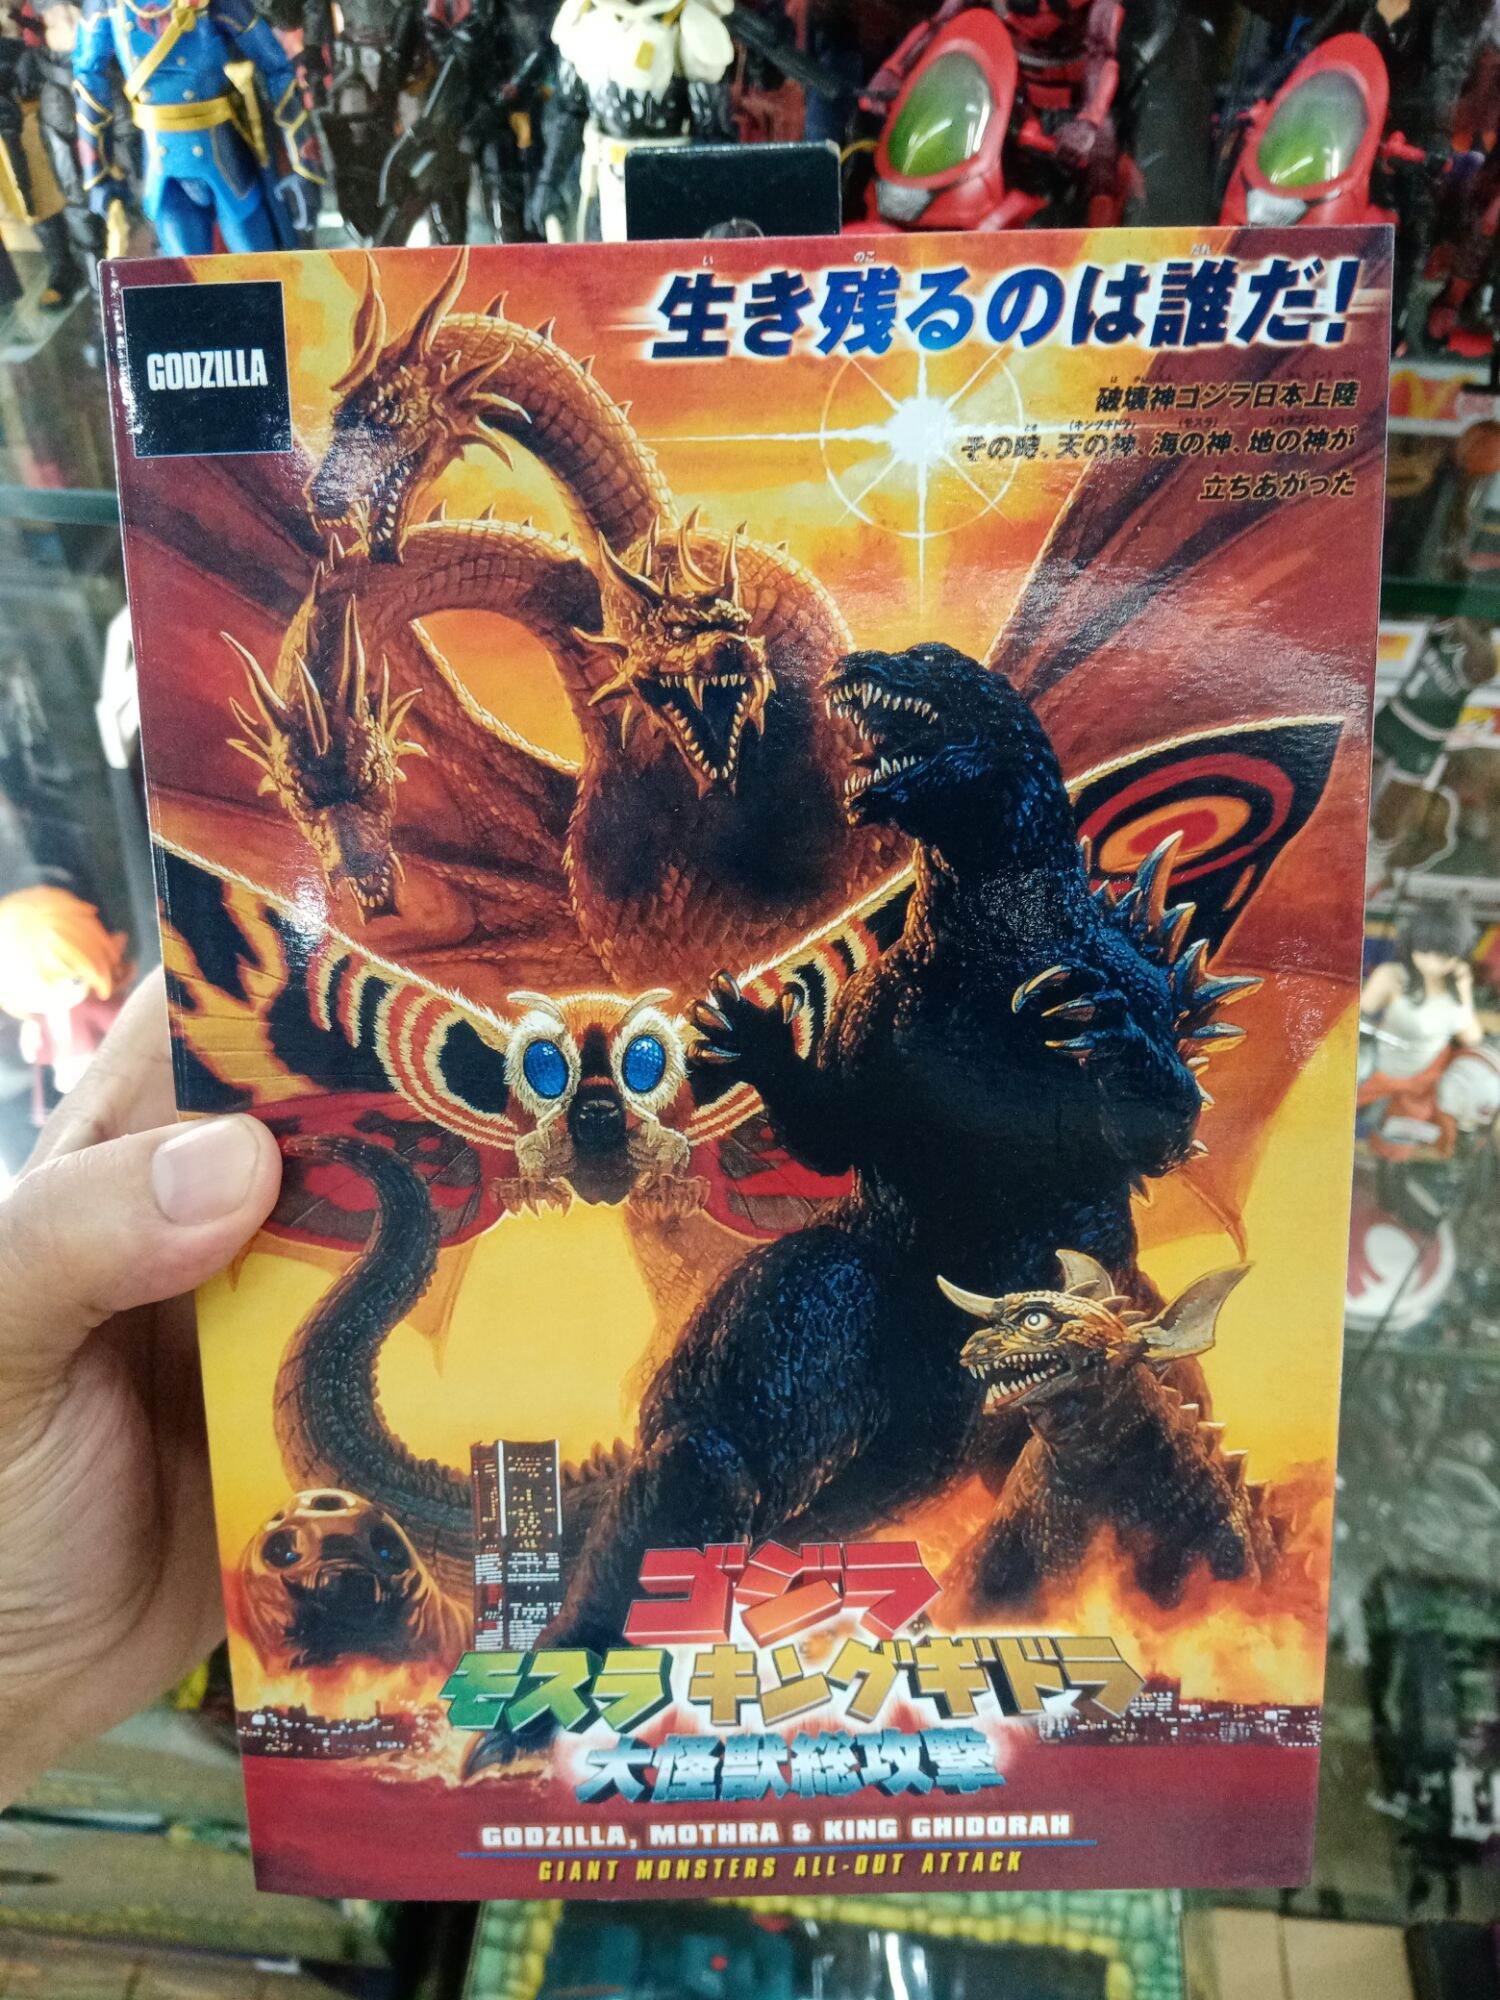 GODZILLA
生き残るのは誰だ!
破壊神ゴジラ日本上陸
その時、天の神、海の神、地の神が
立ちあがった
ゴジラ
モスラ キングギドラ
大怪獣総攻撃
GODZILLA, MOTHRA & KING GHIDORAH
GIANT MONSTERS ALL-OUT ATTACK